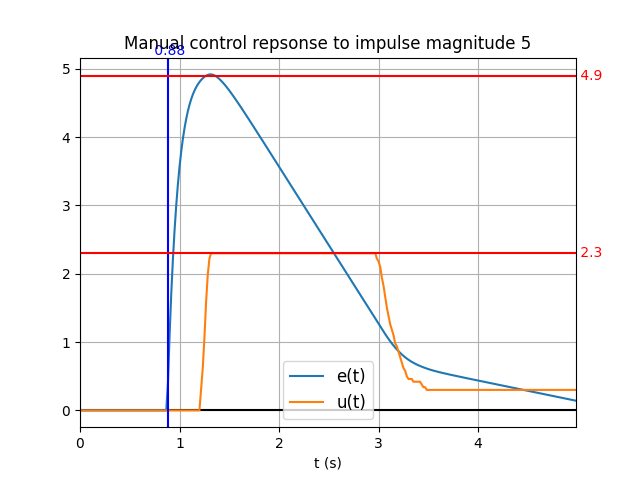 Manual control repsonse to impulse magnitude 5
0.88
5
4.9
4
3
2.3
2
1
e(t)
u(t)
0
0 1 2 3 4
t (s)